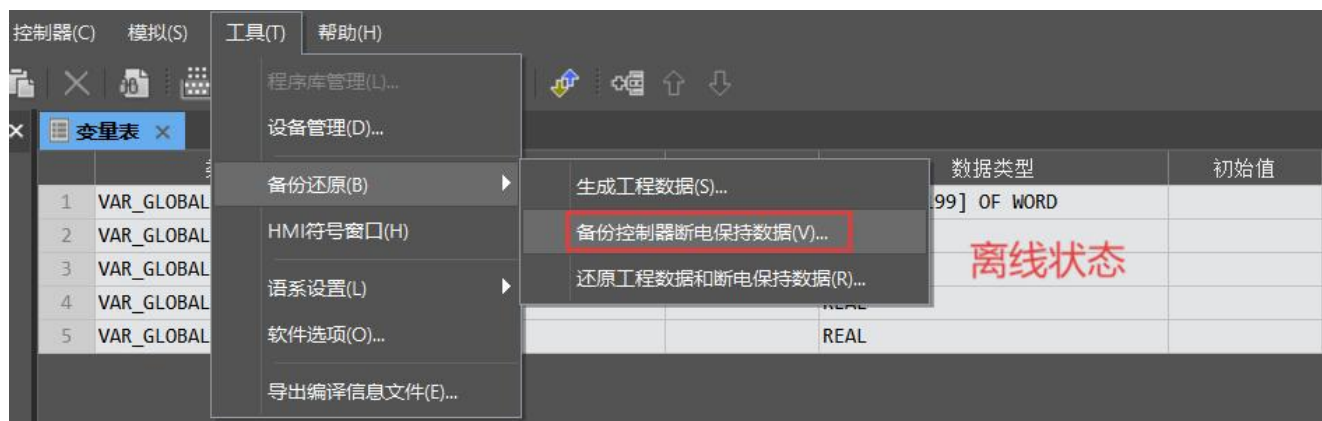 控制器(C) 模拟(S) 工具(T) 帮助(H)
程序库管理(L)...
设备管理(D)...
变量表
数据类型 初始值
备份还原(B)
生成工程数据(S)...
1 VAR_GLOBAL 199] OF WORD
HMI符号窗口(H)
备份控制器断电保持数据(V)...
2 VAR_GLOBAL
离线状态
3 VAR_GLOBAL
语系设置(L)
还原工程数据和断电保持数据(R)...
4 VAR_GLOBAL REAL
软件选项(O)...
5 VAR_GLOBAL REAL
导出编译信息文件(E)...